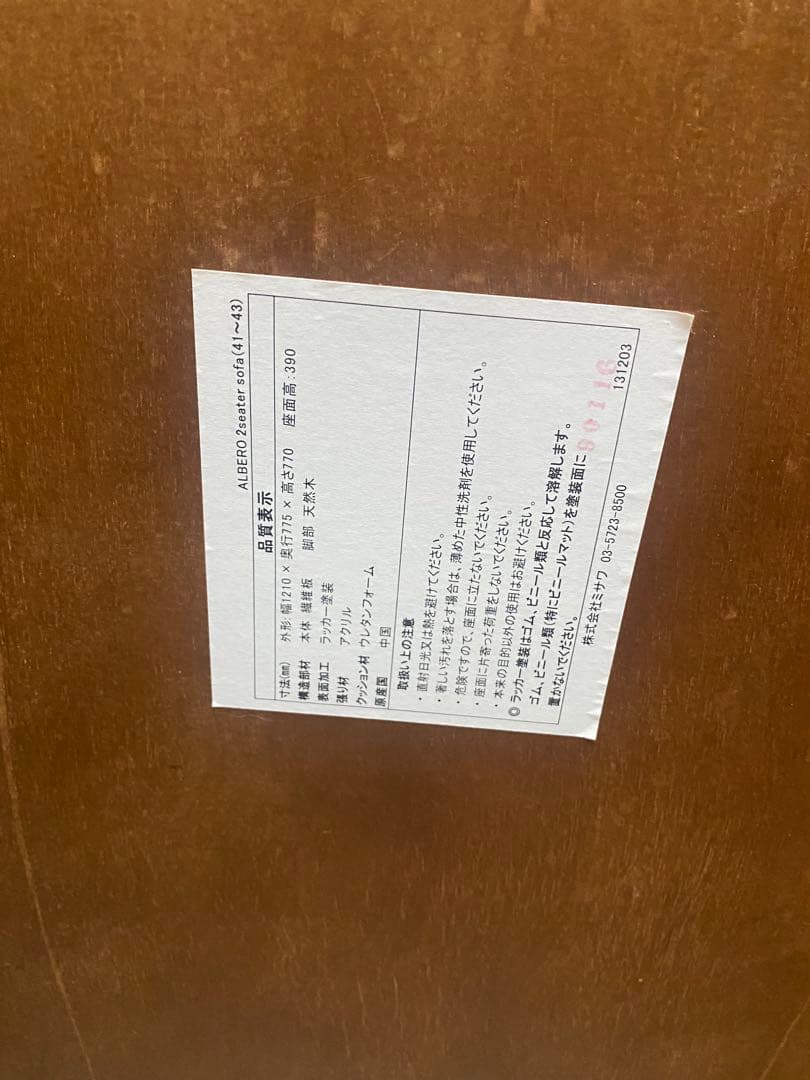 ALBERO 2seater sofa(41～43)
品質表示
寸法(mm) 外形:幅1210 × 奥行775 × 高さ770 座面高:390
構造部材 本体 繊維板 脚部 天然木
表面加工 ラッカー塗装
張り材 アクリル
クッション材 ウレタンフォーム
原産国 中国
取扱い上の注意
・直射日光又は熱を避けてください。
・著しい汚れを落とす場合は、薄めた中性洗剤を使用してください。
・危険ですので、座面に立たないでください。
・座面に片寄った荷重をしないでください。
・本来の目的以外の使用はお避けください。
◎ラッカー塗装はゴム、ビニール類と反応して溶解します。
ゴム、ビニール類(特にビニールマット)を塗装面に
置かないでください。
株式会社ミサワ 03-5723-8500
131203